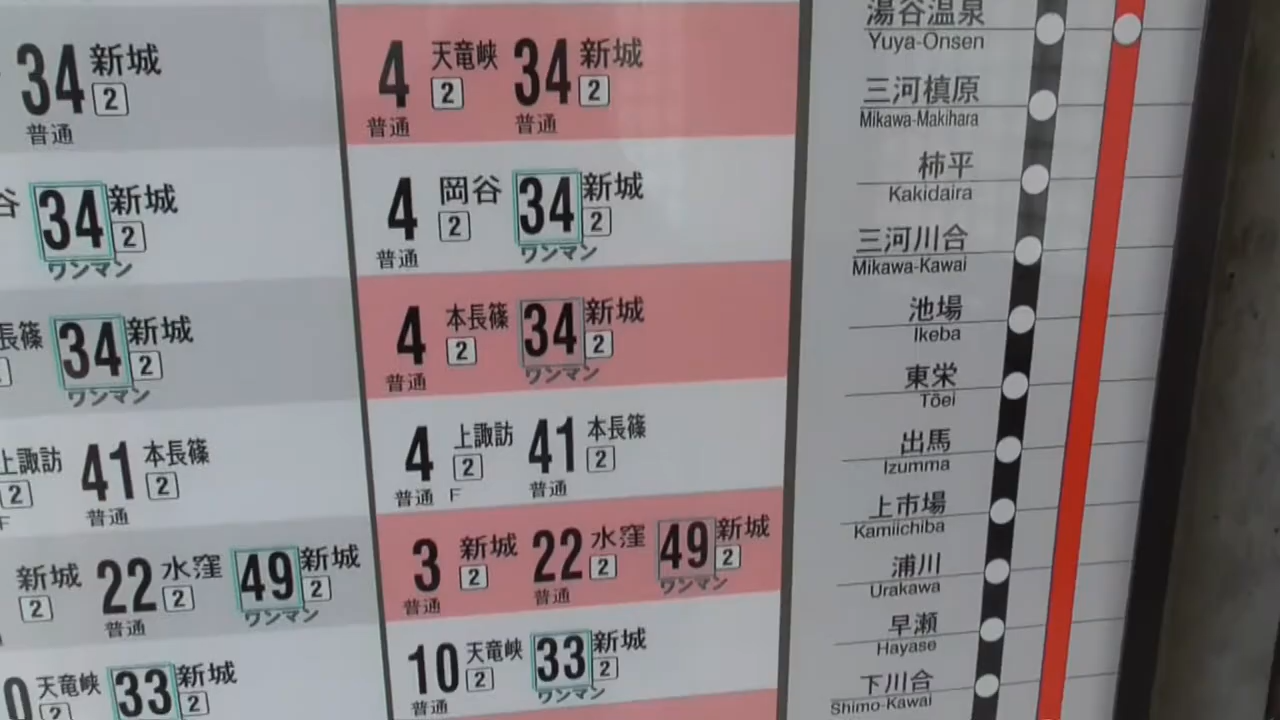 34 新城
2
普通
4 天竜峡 34 新城
2 2
普通 普通
谷 34 新城
2
ワンマン
4 岡谷 34 新城
2 2
普通 ワンマン
長篠 34 新城
2
ワンマン
4 本長篠 34 新城
2 2
普通 ワンマン
上諏訪 41 本長篠
2 2
F 普通
4 上諏訪 41 本長篠
2 2
普通 F 普通
新城 22 水窪 49 新城
2 2 2
普通 ワンマン
3 新城 22 水窪 49 新城
2 2 2
普通 普通 ワンマン
0 天竜峡 33 新城
2 2
10 天竜峡 33 新城
2 2
普通 ワンマン
湯谷温泉
Yuya-Onsen
三河槙原
Mikawa-Makihara
柿平
Kakidaira
三河川合
Mikawa-Kawai
池場
Ikeba
東栄
Tōei
出馬
Izumma
上市場
Kamiichiba
浦川
Urakawa
早瀬
Hayase
下川合
Shimo-Kawai